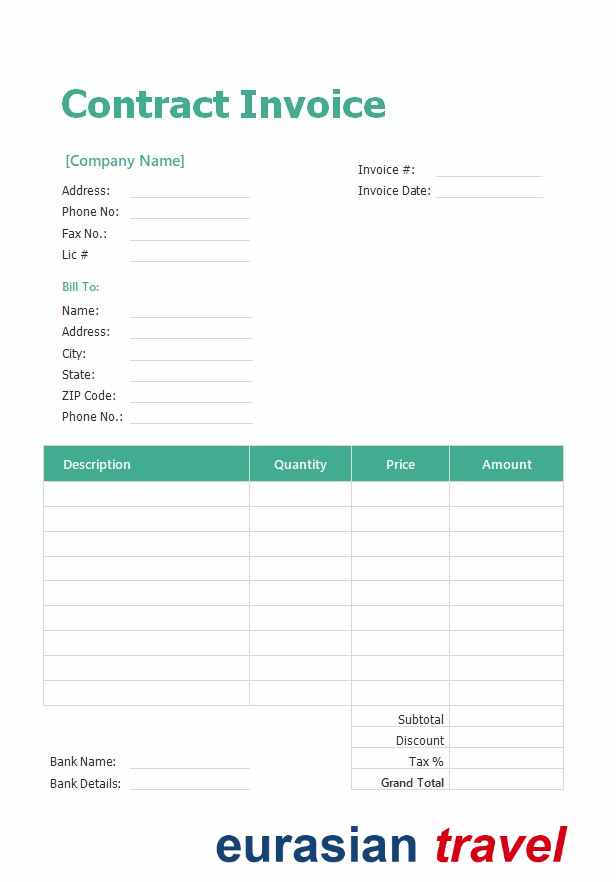 Contract Invoice
[Company Name]
Invoice #:
Address:
Invoice Date:
Phone No:
Fax No.:
Lic #
Bill To:
Name:
Address:
City:
State:
ZIP Code:
Phone No.:
Description Quantity Price Amount
Subtotal
Discount
Bank Name:
Tax %
Bank Details:
Grand Total
eurasian travel